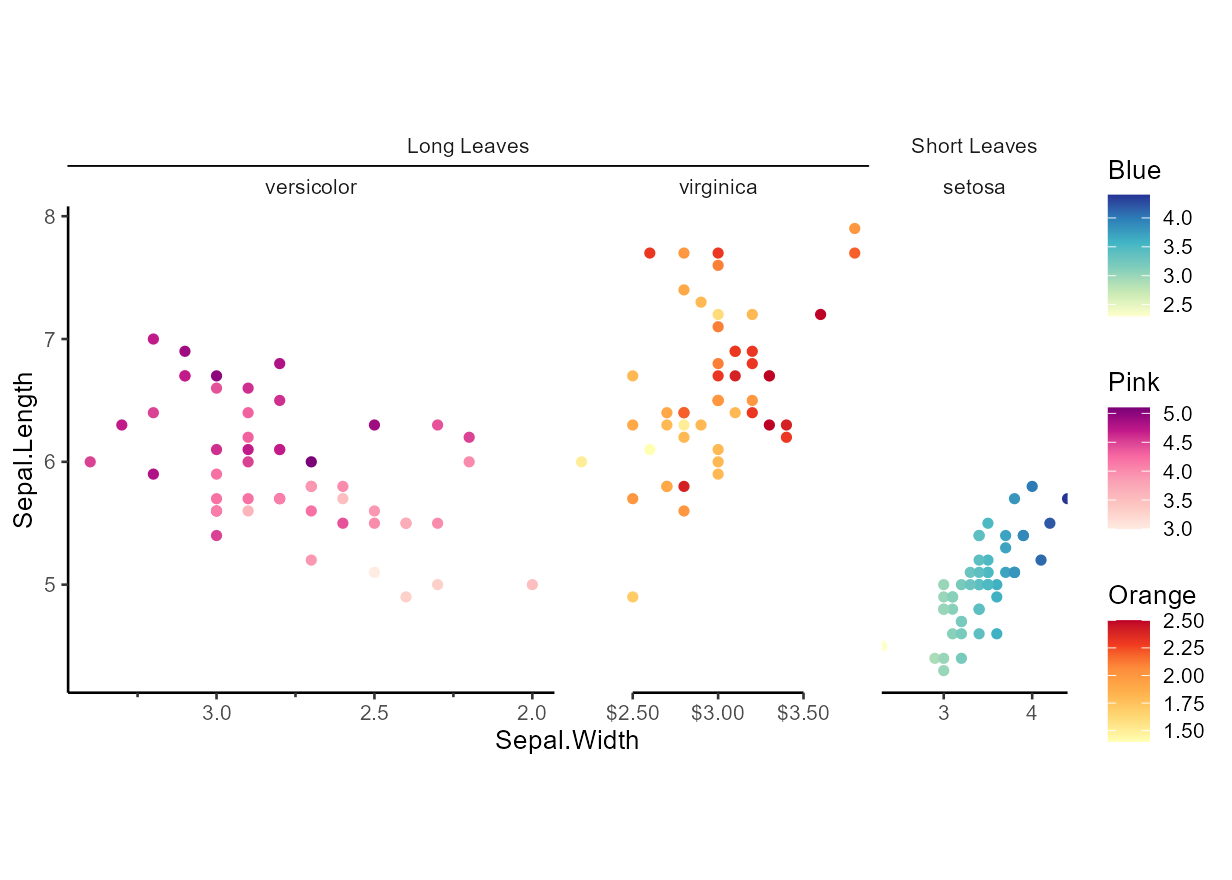 Long Leaves
Short Leaves
versicolor
virginica
setosa
Sepal.Length
8
7
6
5
3.0
2.5
2.0
$2.50
$3.00
$3.50
3
4
Sepal.Width
Blue
4.0
3.5
3.0
2.5
Pink
5.0
4.5
4.0
3.5
3.0
Orange
2.50
2.25
2.00
1.75
1.50